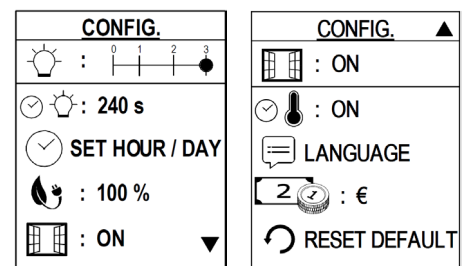 CONFIG.
: 0 1 2 3
: 240 s
SET HOUR / DAY
: 100 %
: ON
CONFIG.
: ON
: ON
LANGUAGE
2 : €
RESET DEFAULT